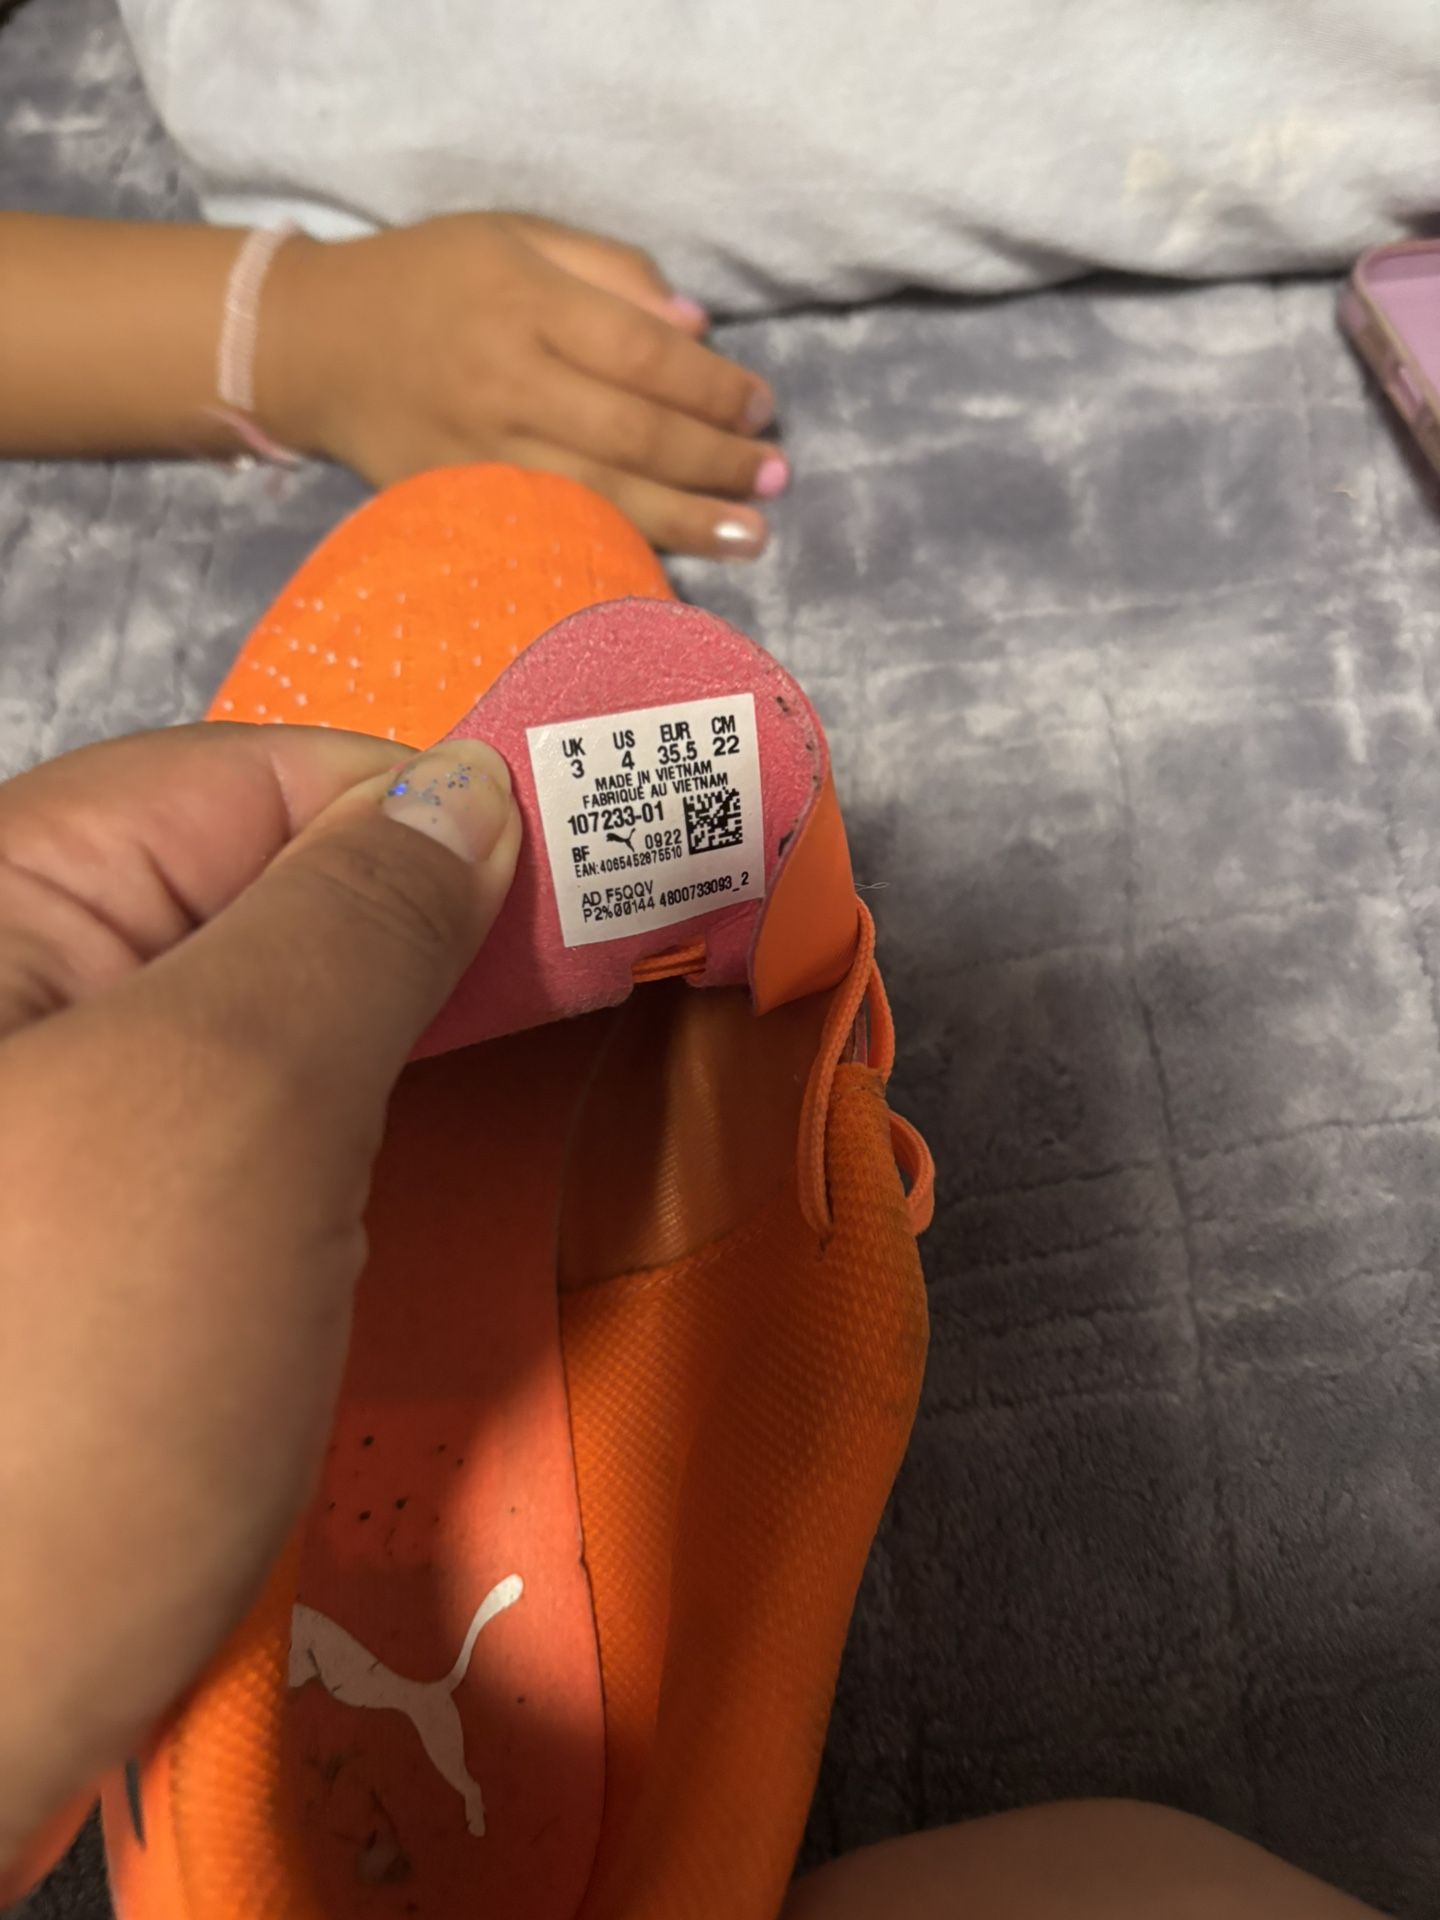 UK US EUR CM
3 4 35.5 22
MADE IN VIETNAM
FABRIQUE AU VIETNAM
107233-01
BF 0922
EAN:4065452875510
AD F5QQV
P2%00144 4800733093_2